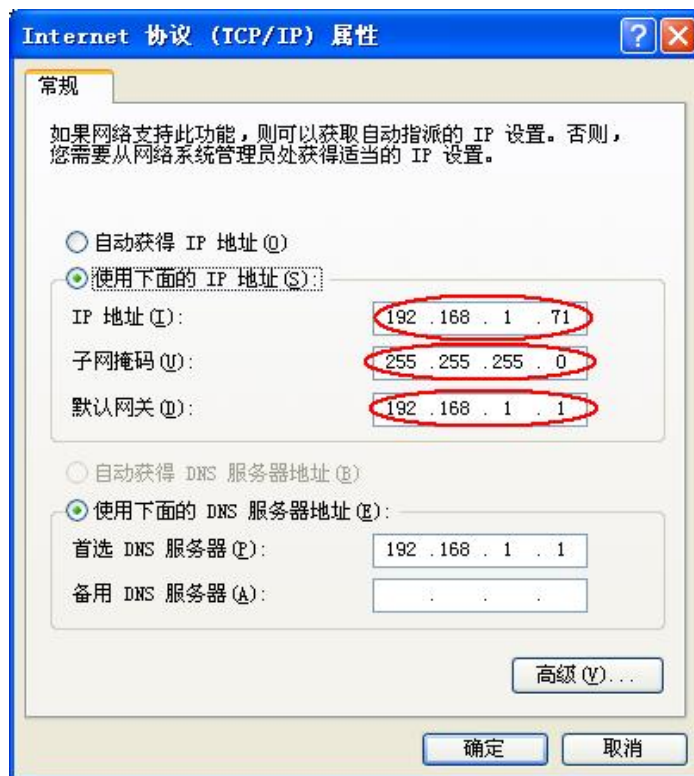 Internet 协议 (TCP/IP) 属性
常规
如果网络支持此功能，则可以获取自动指派的 IP 设置。否则，
您需要从网络系统管理员处获得适当的 IP 设置。
自动获得 IP 地址(O)
使用下面的 IP 地址(S):
IP 地址(I): 192 .168 . 1 . 71
子网掩码(U): 255 .255 .255 . 0
默认网关(D): 192 .168 . 1 . 1
自动获得 DNS 服务器地址(B)
使用下面的 DNS 服务器地址(E):
首选 DNS 服务器(P): 192 .168 . 1 . 1
备用 DNS 服务器(A): . . .
高级(V)...
确定 取消